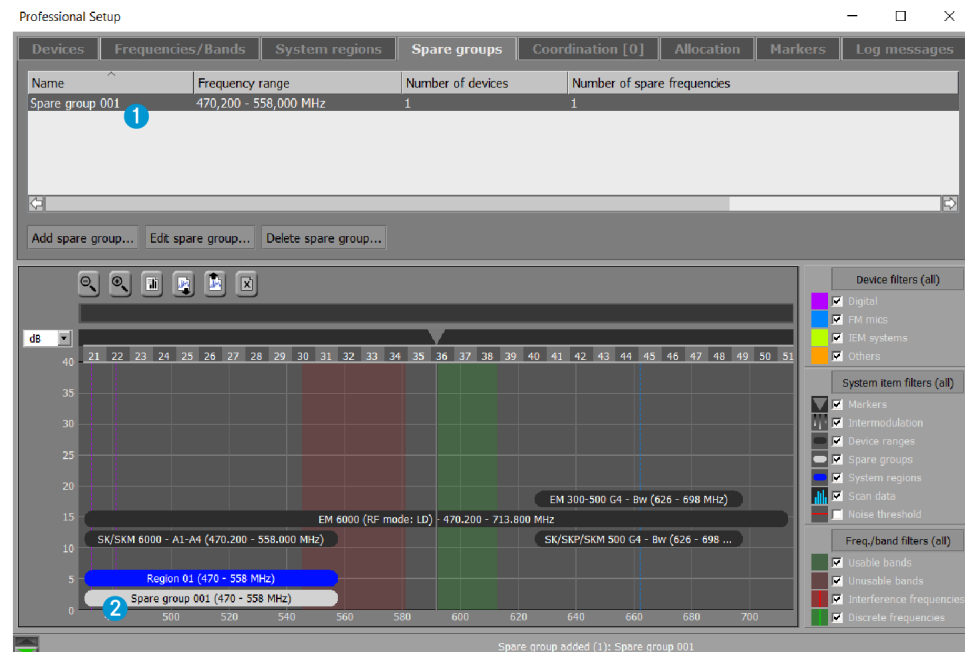 Professional Setup
Devices Frequencies/Bands System regions Spare groups Coordination [0] Allocation Markers Log messages
Name Frequency range Number of devices Number of spare frequencies
Spare group 001 470,200 - 558,000 MHz 1 1
1
Add spare group... Edit spare group... Delete spare group...
Device filters (all)
Digital
FM mics
IEM systems
Others
System item filters (all)
Markers
Intermodulation
Device ranges
Spare groups
System regions
Scan data
Noise threshold
Freq./band filters (all)
Usable bands
Unusable bands
Interference frequencies
Discrete frequencies
dB
21 22 23 24 25 26 27 28 29 30 31 32 33 34 35 36 37 38 39 40 41 42 43 44 45 46 47 48 49 50 51
40
35
30
25
20
EM 300-500 G4 - Bw (626 - 698 MHz)
15
EM 6000 (RF mode: LD) - 470.200 - 713.800 MHz
SK/SKM 6000 - A1-A4 (470.200 - 558.000 MHz) SK/SKP/SKM 500 G4 - Bw (626 - 698 ...
10
5 Region 01 (470 - 558 MHz)
2 Spare group 001 (470 - 558 MHz)
0
500 520 540 560 580 600 620 640 660 680 700
Spare group added (1): Spare group 001